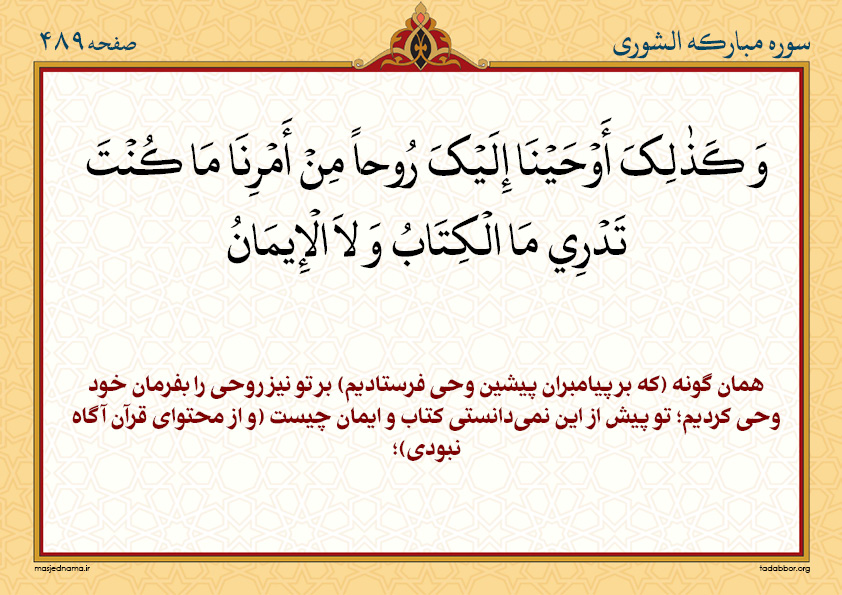 سوره مبارکه الشوری
صفحه ۴۸۹
وَ کَذٰلِکَ أَوْحَیْنَا إِلَیْکَ رُوحاً مِنْ أَمْرِنَا مَا کُنْتَ
تَدْرِي مَا الْکِتَابُ وَ لاَ الْإِیمَانُ
همان گونه (که بر پیامبران پیشین وحی فرستادیم) بر تو نیز روحی را بفرمان خود
وحی کردیم؛ تو پیش از این نمی‌دانستی کتاب و ایمان چیست (و از محتوای قرآن آگاه
نبودی)؛
masjednama.ir
tadabbor.org